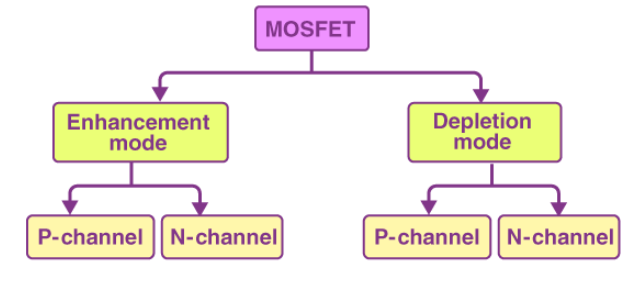 MOSFET
Enhancement
mode
Depletion
mode
P-channel
N-channel
P-channel
N-channel